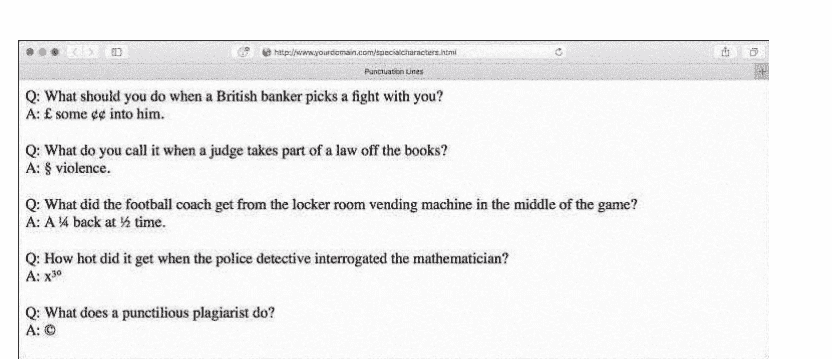 http://www.yourdomain.com/specialcharacters.html
Punctuation Lines
Q: What should you do when a British banker picks a fight with you?
A: £ some ¢¢ into him.
Q: What do you call it when a judge takes part of a law off the books?
A: § violence.
Q: What did the football coach get from the locker room vending machine in the middle of the game?
A: A ¼ back at ½ time.
Q: How hot did it get when the police detective interrogated the mathematician?
A: x³°
Q: What does a punctilious plagiarist do?
A: ©